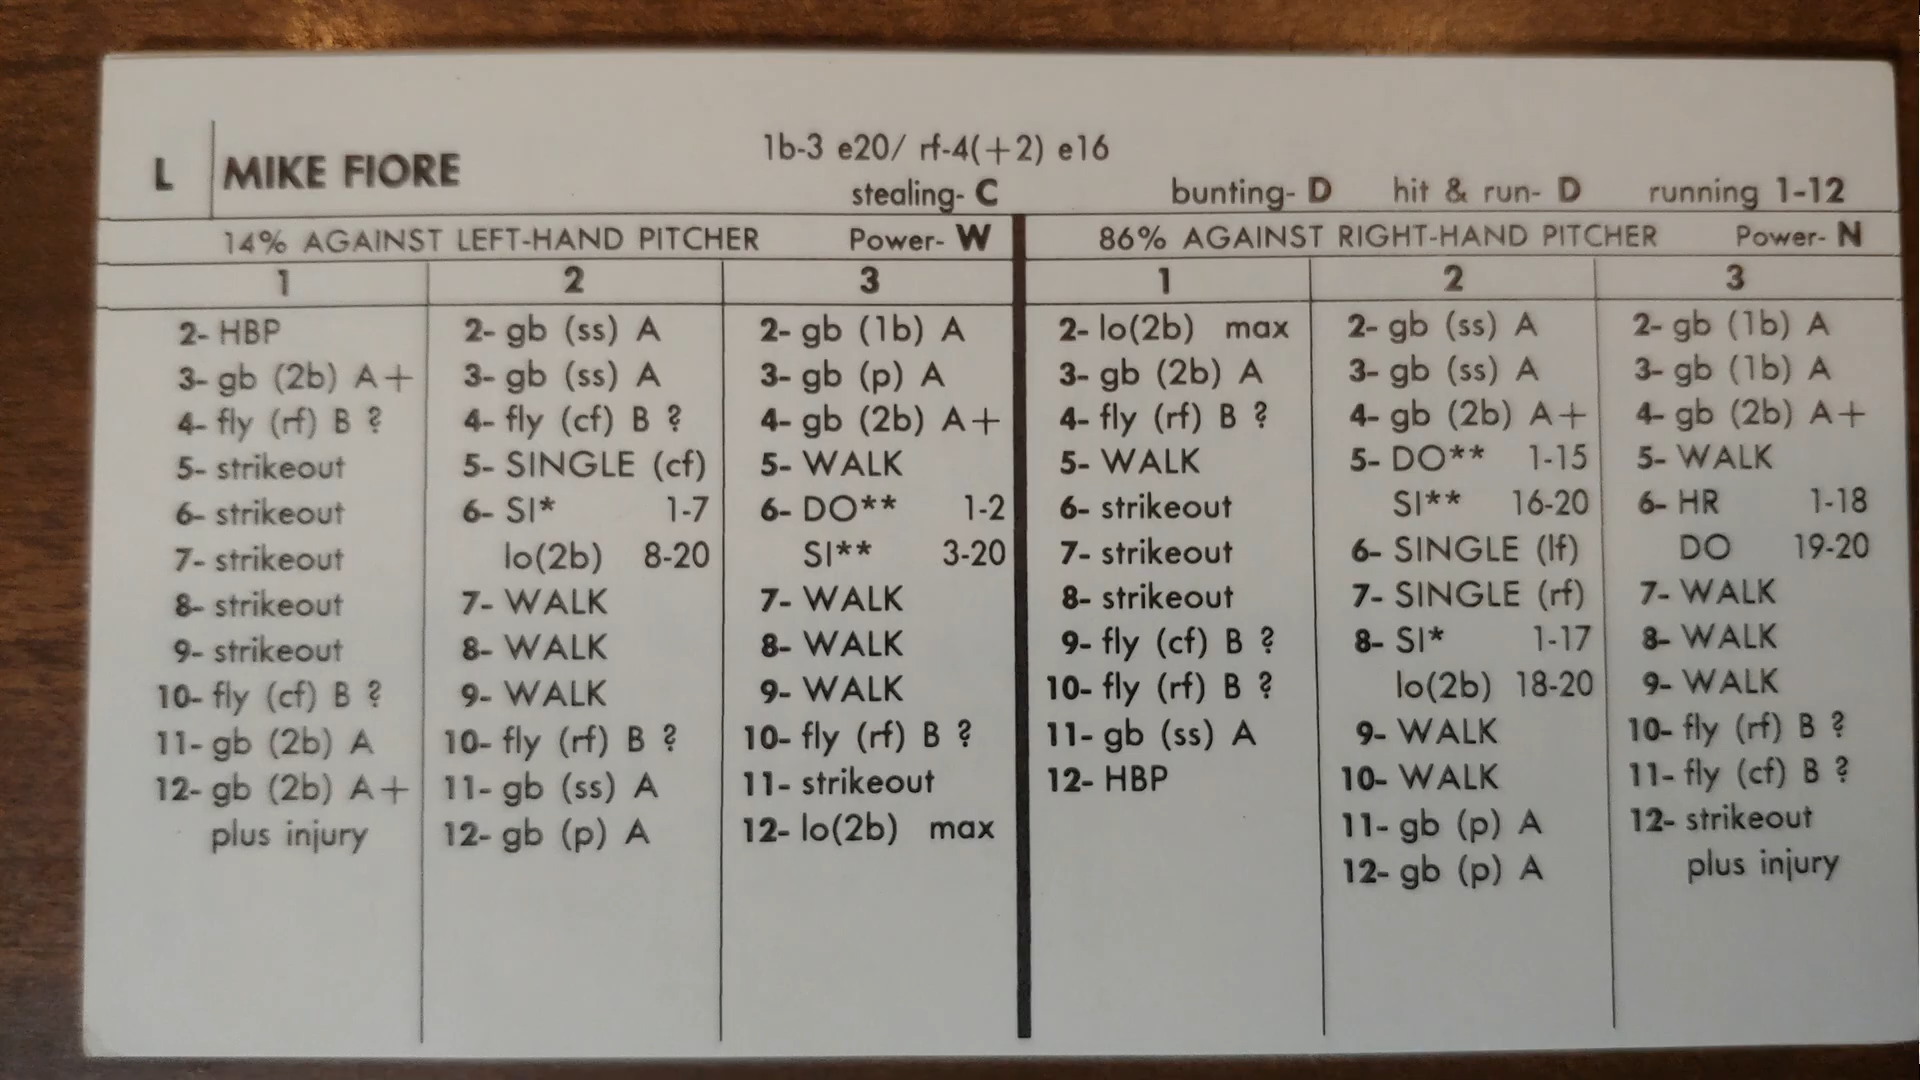 1b-3 e20/ rf-4(+2) e16
L MIKE FIORE
stealing- C bunting- D hit & run- D running 1-12
14% AGAINST LEFT-HAND PITCHER Power- W
1 2 3
2- HBP
3- gb (2b) A+
4- fly (rf) B ?
5- strikeout
6- strikeout
7- strikeout
8- strikeout
9- strikeout
10- fly (cf) B ?
11- gb (2b) A
12- gb (2b) A+
plus injury
2- gb (ss) A
3- gb (ss) A
4- fly (cf) B ?
5- SINGLE (cf)
6- SI* 1-7
lo(2b) 8-20
7- WALK
8- WALK
9- WALK
10- fly (rf) B ?
11- gb (ss) A
12- gb (p) A
2- gb (1b) A
3- gb (p) A
4- gb (2b) A+
5- WALK
6- DO** 1-2
SI** 3-20
7- WALK
8- WALK
9- WALK
10- fly (rf) B ?
11- strikeout
12- lo(2b) max
86% AGAINST RIGHT-HAND PITCHER Power- N
1 2 3
2- lo(2b) max
3- gb (2b) A
4- fly (rf) B ?
5- WALK
6- strikeout
7- strikeout
8- strikeout
9- fly (cf) B ?
10- fly (rf) B ?
11- gb (ss) A
12- HBP
2- gb (ss) A
3- gb (ss) A
4- gb (2b) A+
5- DO** 1-15
SI** 16-20
6- SINGLE (lf)
7- SINGLE (rf)
8- SI* 1-17
lo(2b) 18-20
9- WALK
10- WALK
11- gb (p) A
12- gb (p) A
2- gb (1b) A
3- gb (1b) A
4- gb (2b) A+
5- WALK
6- HR 1-18
DO 19-20
7- WALK
8- WALK
9- WALK
10- fly (rf) B ?
11- fly (cf) B ?
12- strikeout
plus injury